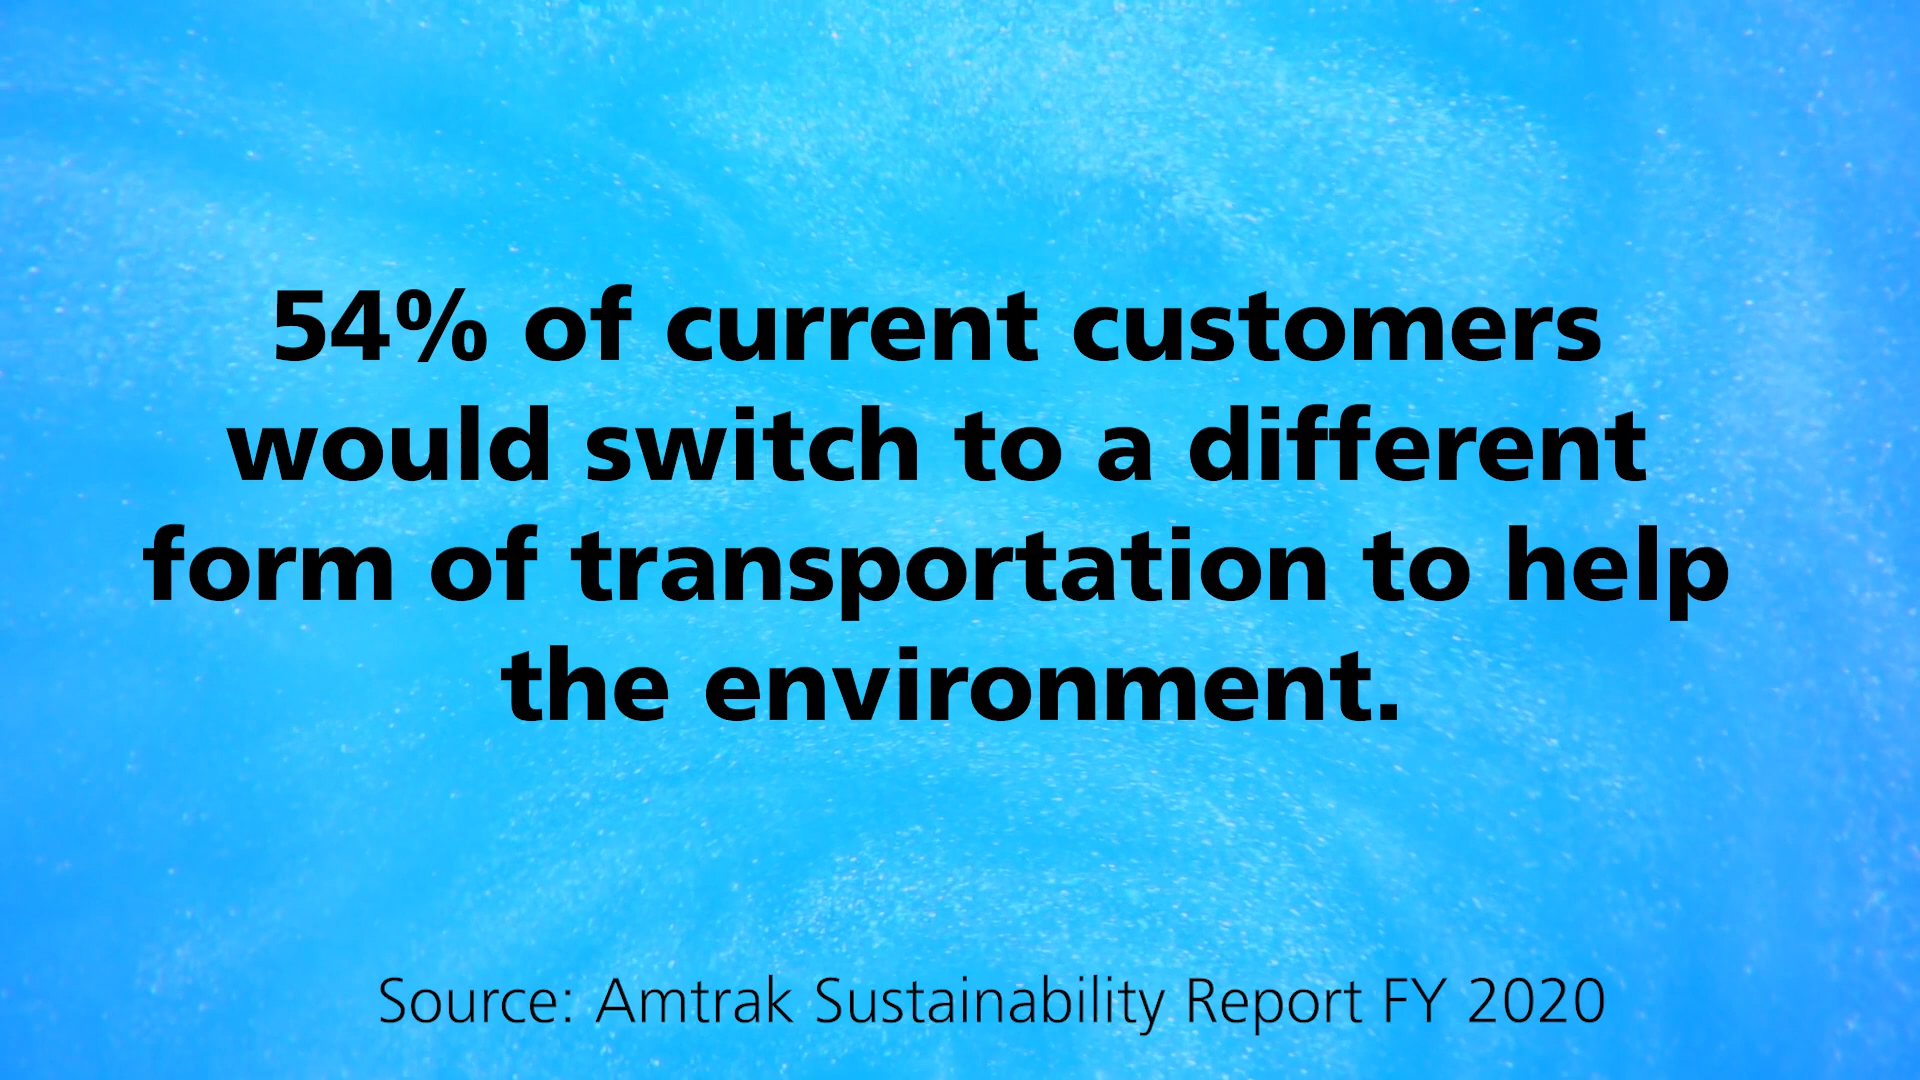 54% of current customers
would switch to a different
form of transportation to help
the environment.
Source: Amtrak Sustainability Report FY 2020